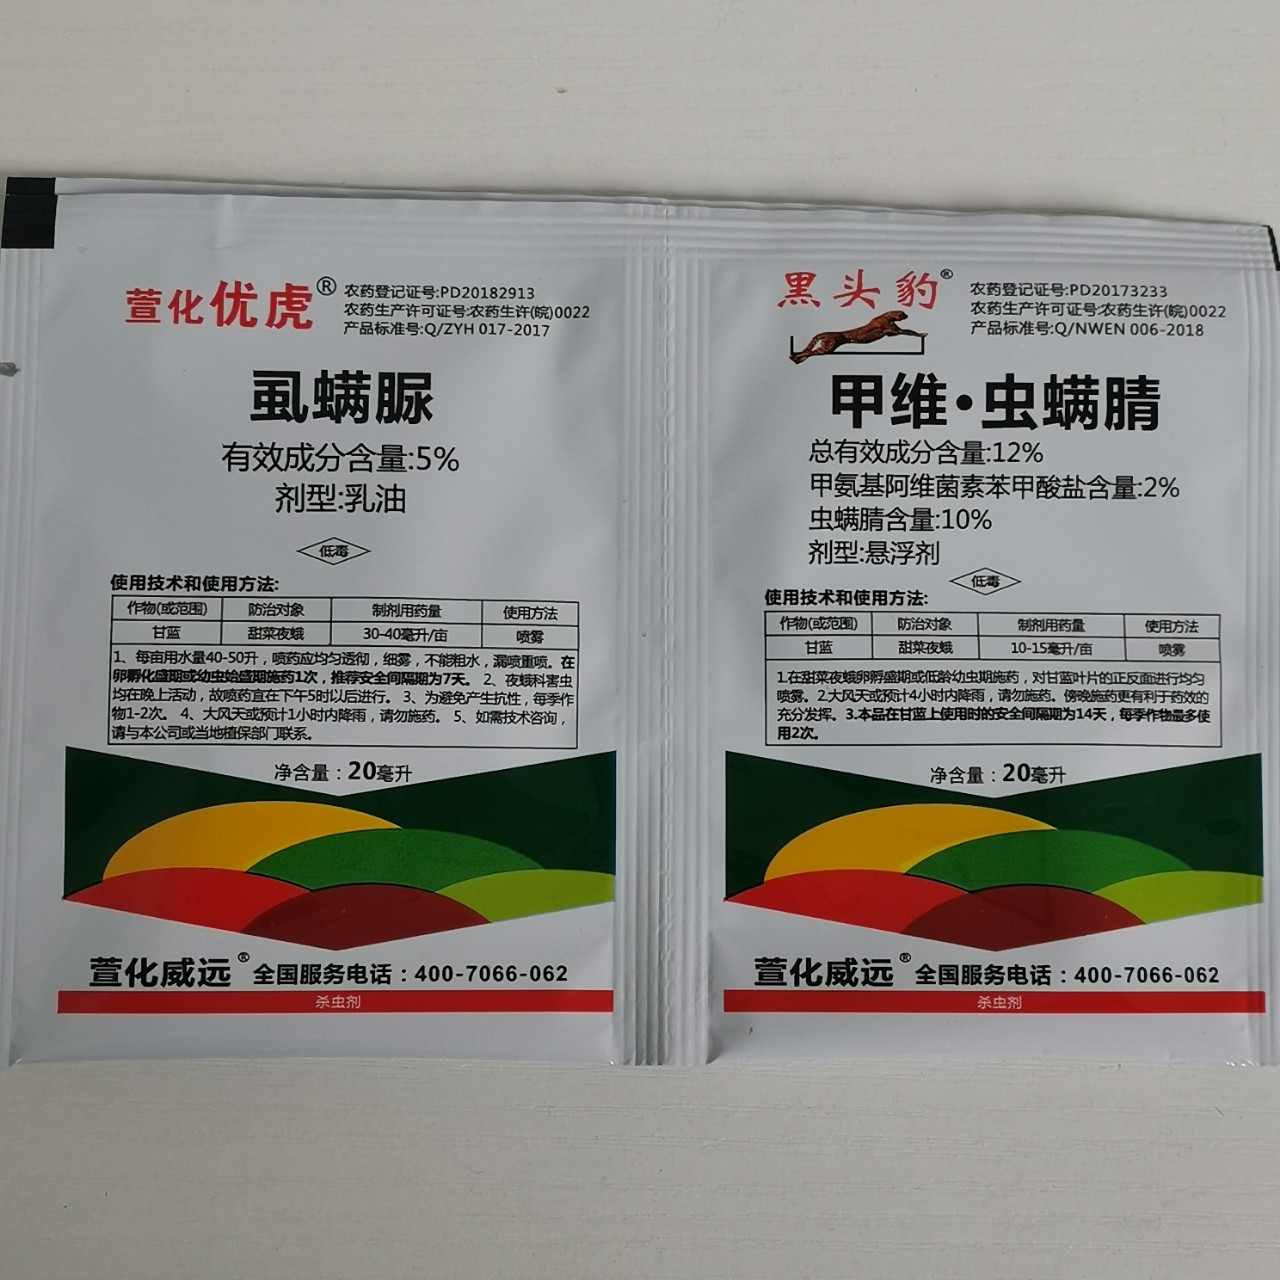 萱化优虎®
农药登记证号:PD20182913
农药生产许可证号:农药生许(皖)0022
产品标准号:Q/ZYH 017-2017
虱螨脲
有效成分含量:5%
剂型:乳油
低毒
使用技术和使用方法:
作物(或范围) 防治对象 制剂用药量 使用方法
甘蓝 甜菜夜蛾 30-40毫升/亩 喷雾
1、每亩用水量40-50升，喷药应均匀透彻，细雾，不能粗水，漏喷重喷。在
卵孵化盛期或幼虫始盛期施药1次，推荐安全间隔期为7天。 2、夜蛾科害虫
均在晚上活动，故喷药宜在下午5时以后进行。 3、为避免产生抗性，每季作
物1-2次。 4、大风天或预计1小时内降雨，请勿施药。 5、如需技术咨询，
请与本公司或当地植保部门联系。
净含量：20毫升
萱化威远® 全国服务电话：400-7066-062
杀虫剂
黑头豹®
农药登记证号:PD20173233
农药生产许可证号:农药生许(皖)0022
产品标准号:Q/NWEN 006-2018
甲维·虫螨腈
总有效成分含量:12%
甲氨基阿维菌素苯甲酸盐含量:2%
虫螨腈含量:10%
剂型:悬浮剂
低毒
使用技术和使用方法:
作物(或范围) 防治对象 制剂用药量 使用方法
甘蓝 甜菜夜蛾 10-15毫升/亩 喷雾
1.在甜菜夜蛾卵孵盛期或低龄幼虫期施药，对甘蓝叶片的正反面进行均匀
喷雾。2.大风天或预计4小时内降雨，请勿施药。傍晚施药更有利于药效的
充分发挥。3.本品在甘蓝上使用时的安全间隔期为14天，每季作物最多使
用2次。
净含量：20毫升
萱化威远® 全国服务电话：400-7066-062
杀虫剂